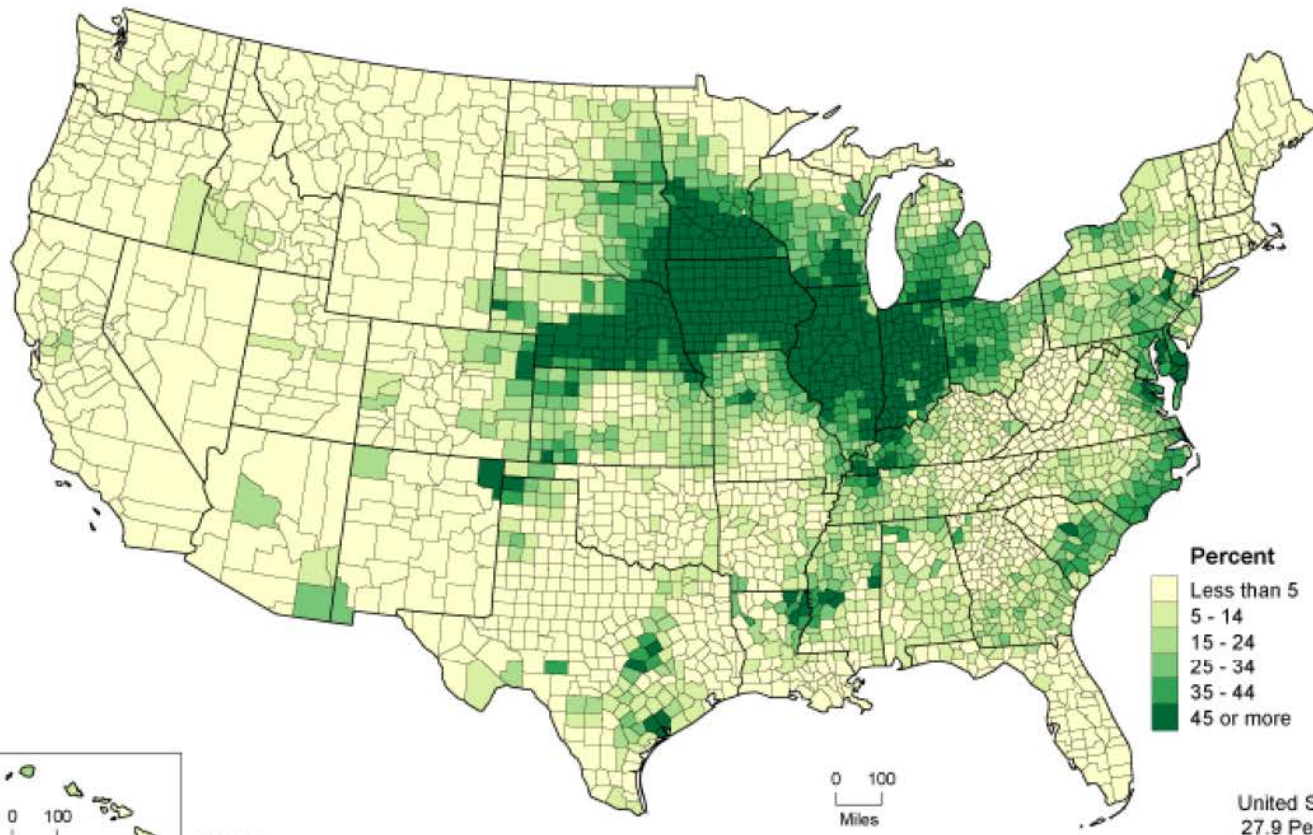 Percent
Less than 5
5 - 14
15 - 24
25 - 34
35 - 44
45 or more
0 100
Miles
0 100
United S
27.9 Pe